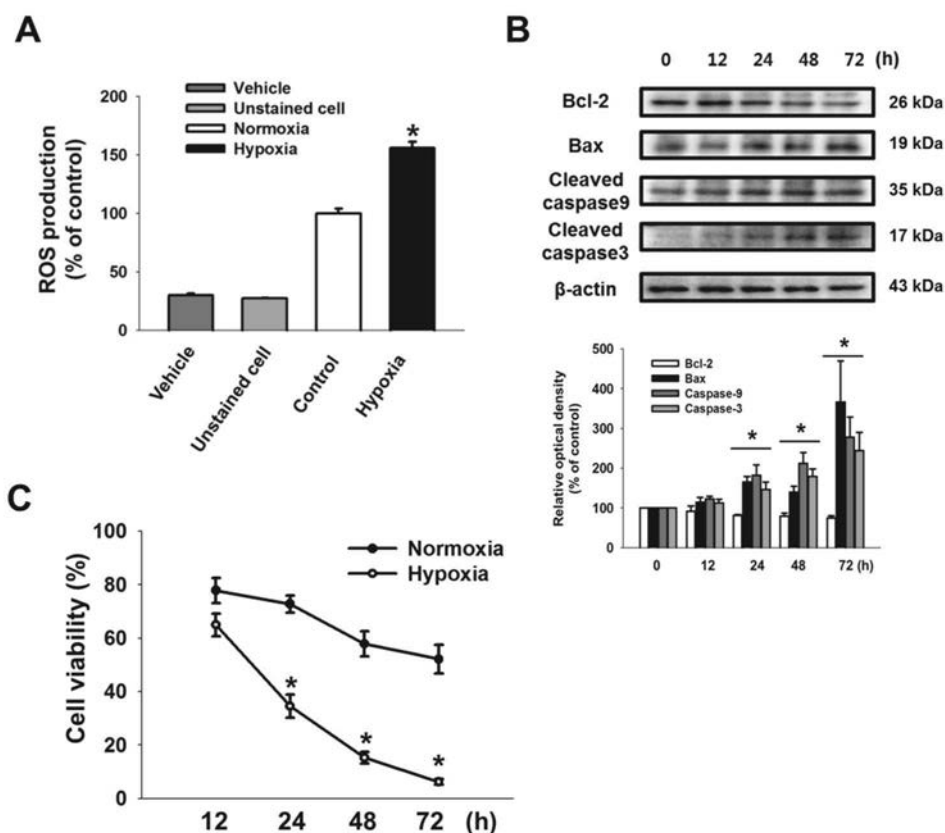 A
Vehicle
Unstained cell
Normoxia
Hypoxia
ROS production
(% of control)
200
150
100
50
0
*
Vehicle
Unstained cell
Control
Hypoxia
B
0 12 24 48 72 (h)
Bcl-2 26 kDa
Bax 19 kDa
Cleaved
caspase9 35 kDa
Cleaved
caspase3 17 kDa
β-actin 43 kDa
Relative optical density
(% of control)
500
400
300
200
100
0
Bcl-2
Bax
Caspase-9
Caspase-3
* * *
0 12 24 48 72 (h)
C
Cell viability (%)
100
80
60
40
20
0
Normoxia
Hypoxia
* * *
12 24 48 72 (h)